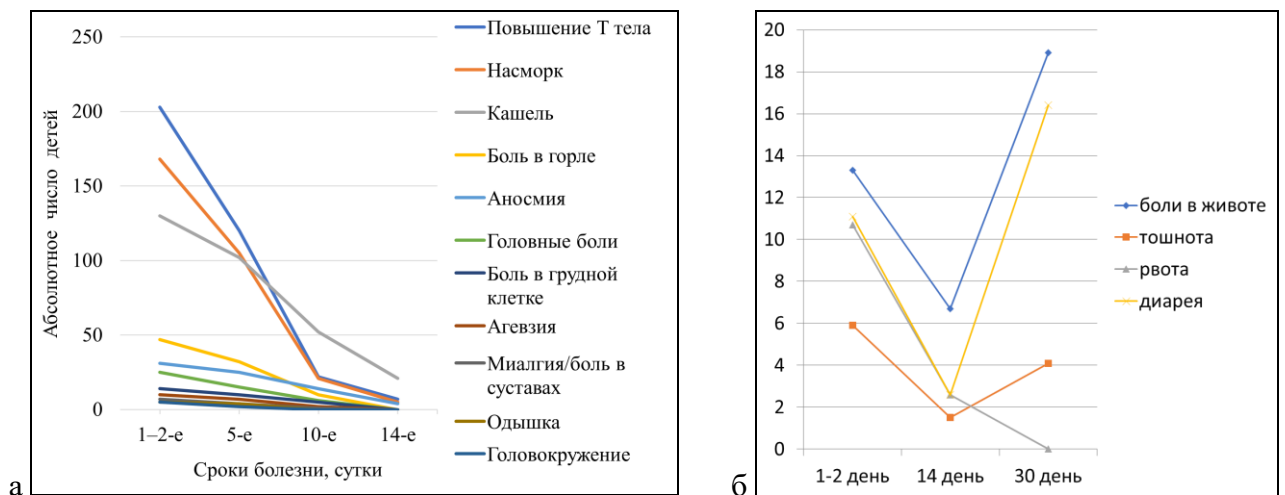 250
200
150
100
50
0
Абсолютное число детей
1–2-е 5-е 10-е 14-е
Сроки болезни, сутки
Повышение Т тела
Насморк
Кашель
Боль в горле
Аносмия
Головные боли
Боль в грудной
клетке
Агевзия
Миалгия/боль в
суставах
Одышка
Головокружение
а
20
18
16
14
12
10
8
6
4
2
0
1-2 день 14 день 30 день
боли в животе
тошнота
рвота
диарея
б